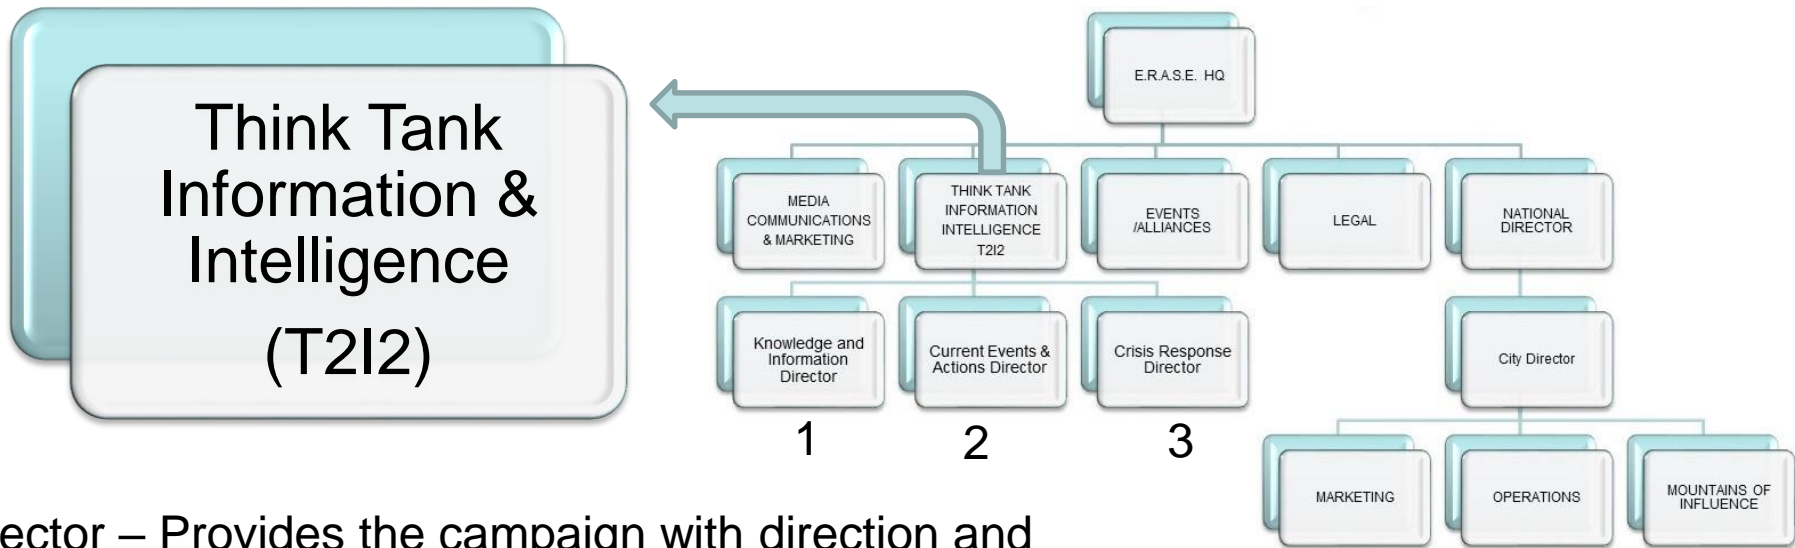 Think Tank
Information &
Intelligence
(T2I2)
E.R.A.S.E. HQ
MEDIA
COMMUNICATIONS
& MARKETING
THINK TANK
INFORMATION
INTELLIGENCE
T2I2
EVENTS
/ALLIANCES
LEGAL
NATIONAL
DIRECTOR
Knowledge and
Information
Director
Current Events &
Actions Director
Crisis Response
Director
City Director
1
2
3
MARKETING
OPERATIONS
MOUNTAINS OF
INFLUENCE
ector – Provides the campaign with direction and